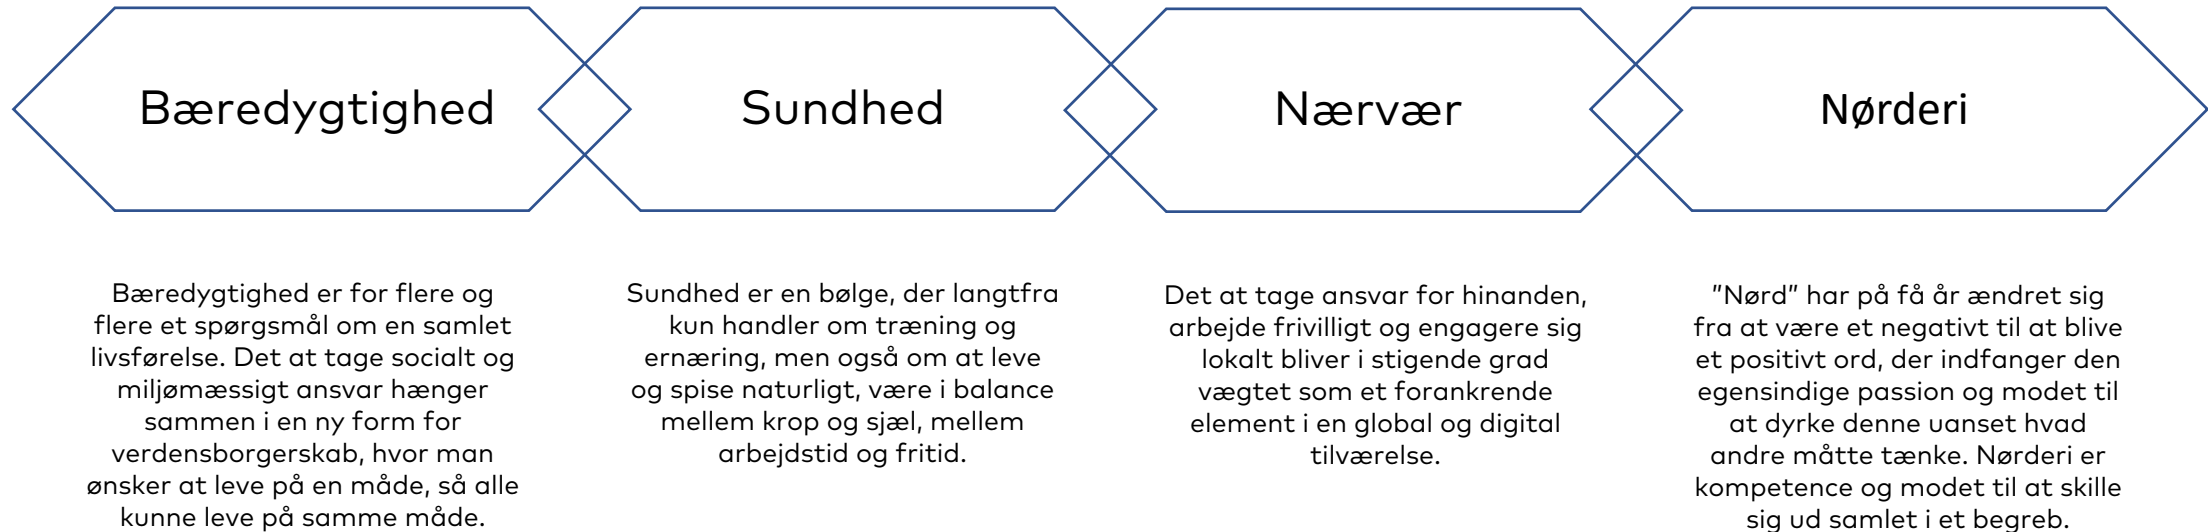 Bæredygtighed
Sundhed
Nærvær
Nørderi
Bæredygtighed er for flere og
flere et spørgsmål om en samlet
livsførelse. Det at tage socialt og
miljømæssigt ansvar hænger
sammen i en ny form for
verdensborgerskab, hvor man
ønsker at leve på en måde, så alle
kunne leve på samme måde.
Sundhed er en bølge, der langtfra
kun handler om træning og
ernæring, men også om at leve
og spise naturligt, være i balance
mellem krop og sjæl, mellem
arbejdstid og fritid.
Det at tage ansvar for hinanden,
arbejde frivilligt og engagere sig
lokalt bliver i stigende grad
vægtet som et forankrende
element i en global og digital
tilværelse.
”Nørd” har på få år ændret sig
fra at være et negativt til at blive
et positivt ord, der indfanger den
egensindige passion og modet til
at dyrke denne uanset hvad
andre måtte tænke. Nørderi er
kompetence og modet til at skille
sig ud samlet i et begreb.